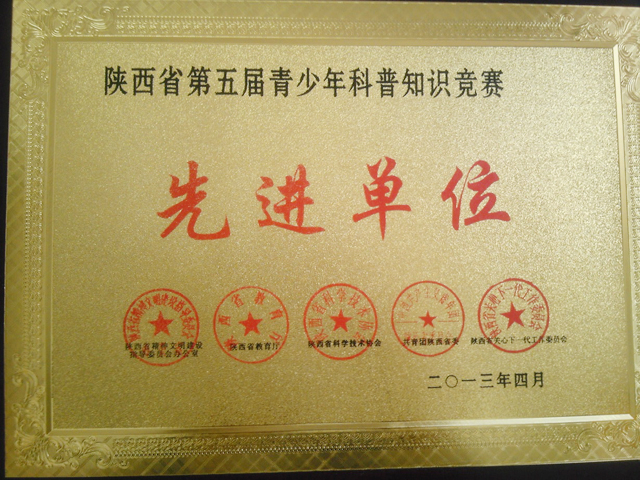 陕西省第五届青少年科普知识竞赛
先进单位
陕西省精神文明建设
指导委员会办公室
陕西省教育厅
陕西省科学技术协会
共青团陕西省委
陕西省关心下一代工作委员会
二〇一三年四月